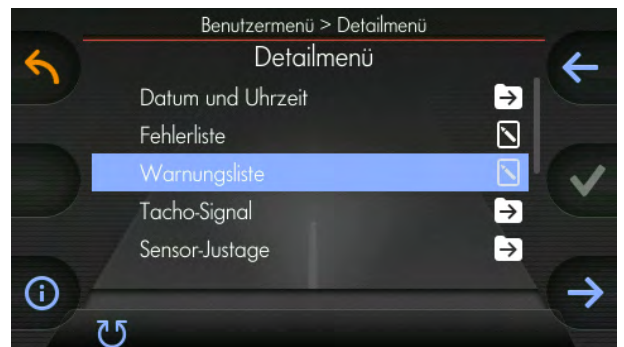 Benutzermenü > Detailmenü
Detailmenü
Datum und Uhrzeit
Fehlerliste
Warnungsliste
Tacho-Signal
Sensor-Justage